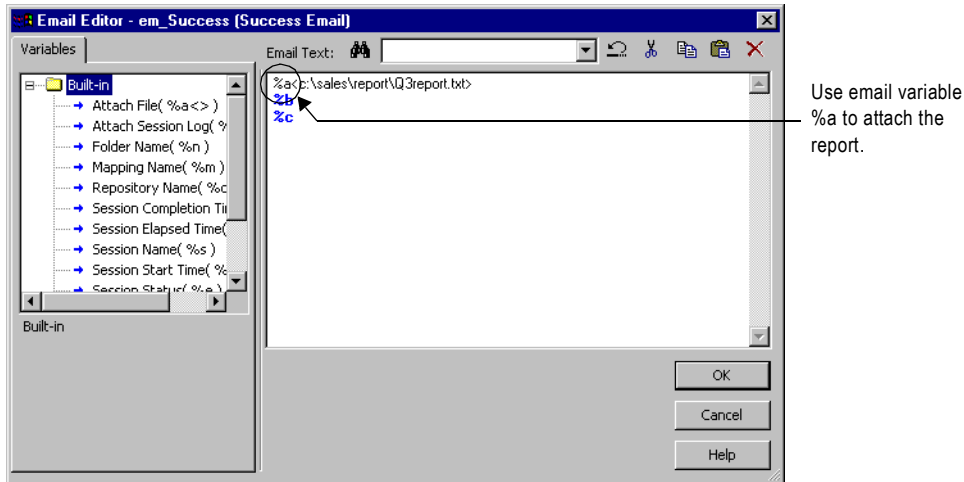 Email Editor - em_Success (Success Email)
Variables
Email Text:
Built-in
Attach File( %a<> )
Attach Session Log( %
Folder Name( %n )
Mapping Name( %m )
Repository Name( %
Session Completion Ti
Session Elapsed Time(
Session Name( %s )
Session Start Time( %
Session Status( %e )
Built-in
%a<c:\sales\report\Q3report.txt>
%b
%c
Use email variable
%a to attach the
report.
OK
Cancel
Help